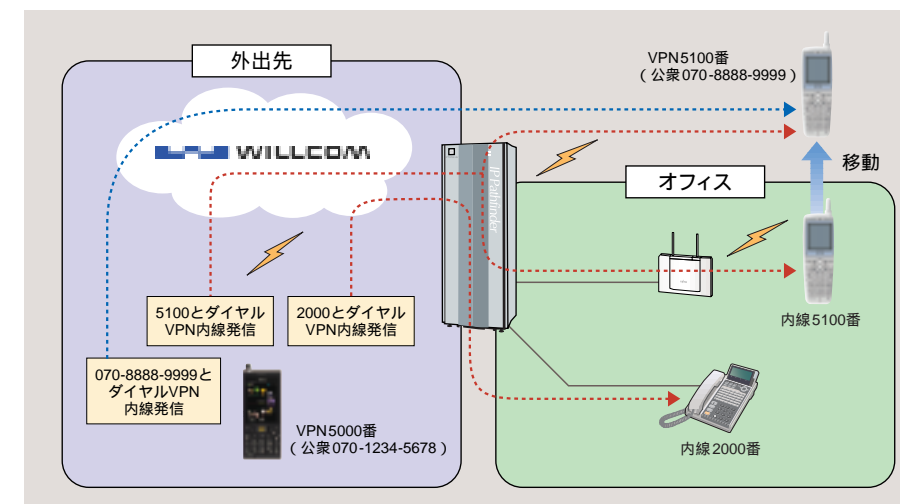 外出先
VPN5100番
（公衆070-8888-9999）
WILLCOM
移動
IP Pathfinder
オフィス
5100とダイヤル
VPN内線発信
2000とダイヤル
VPN内線発信
内線5100番
070-8888-9999と
ダイヤルVPN
内線発信
VPN5000番
（公衆070-1234-5678）
内線2000番